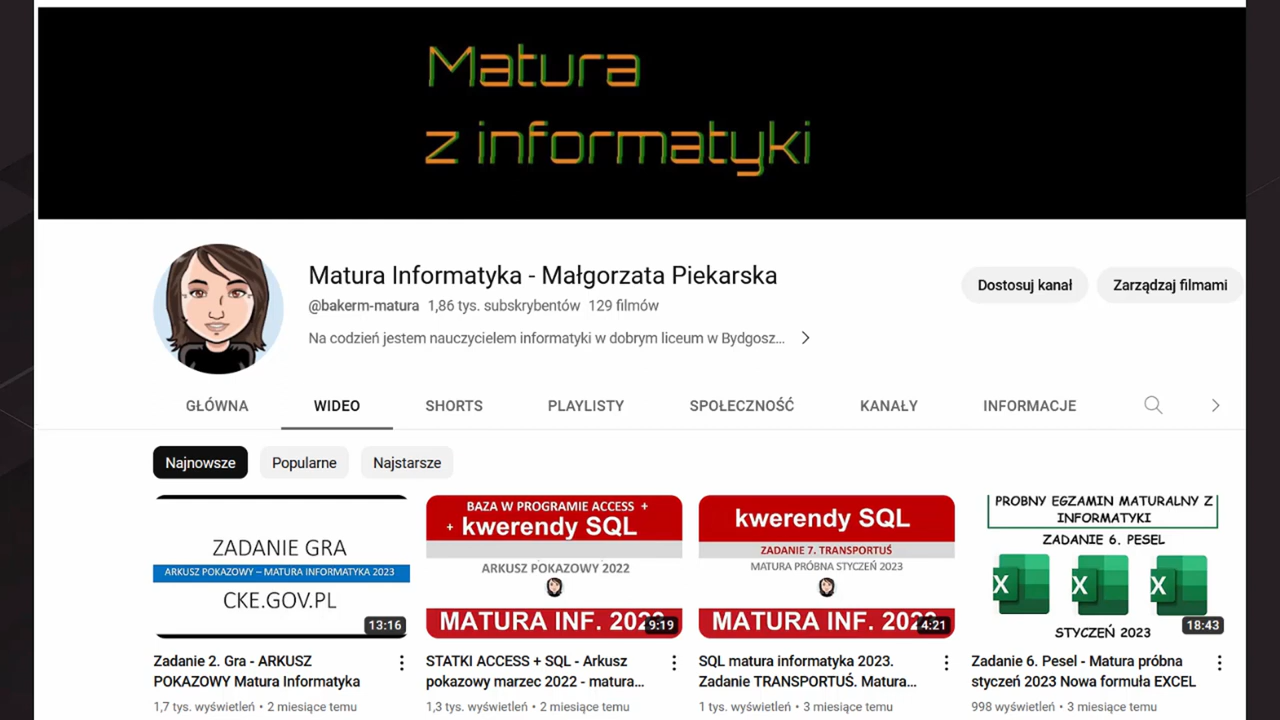 Matura
z informatyki
Matura Informatyka - Małgorzata Piekarska
@bakerm-matura 1,86 tys. subskrybentów 129 filmów
Na codzień jestem nauczycielem informatyki w dobrym liceum w Bydgosz...
Dostosuj kanał
Zarządzaj filmami
GŁÓWNA WIDEO SHORTS PLAYLISTY SPOŁECZNOŚĆ KANAŁY INFORMACJE
Najnowsze Popularne Najstarsze
ZADANIE GRA
ARKUSZ POKAZOWY – MATURA INFORMATYKA 2023
CKE.GOV.PL
13:16
Zadanie 2. Gra - ARKUSZ
POKAZOWY Matura Informatyka
1,7 tys. wyświetleń • 2 miesiące temu
BAZA W PROGRAMIE ACCESS +
+ kwerendy SQL
ARKUSZ POKAZOWY 2022
MATURA INF. 202
9:19
STATKI ACCESS + SQL - Arkusz
pokazowy marzec 2022 - matura...
1,3 tys. wyświetleń • 2 miesiące temu
kwerendy SQL
ZADANIE 7. TRANSPORTUŚ
MATURA PRÓBNA STYCZEŃ 2023
MATURA INF. 202
4:21
SQL matura informatyka 2023.
Zadanie TRANSPORTUŚ. Matura...
1 tys. wyświetleń • 3 miesiące temu
PROBNY EGZAMIN MATURALNY Z
INFORMATYKI
ZADANIE 6. PESEL
X X X
STYCZEŃ 2023
18:43
Zadanie 6. Pesel - Matura próbna
styczeń 2023 Nowa formuła EXCEL
998 wyświetleń • 3 miesiące temu